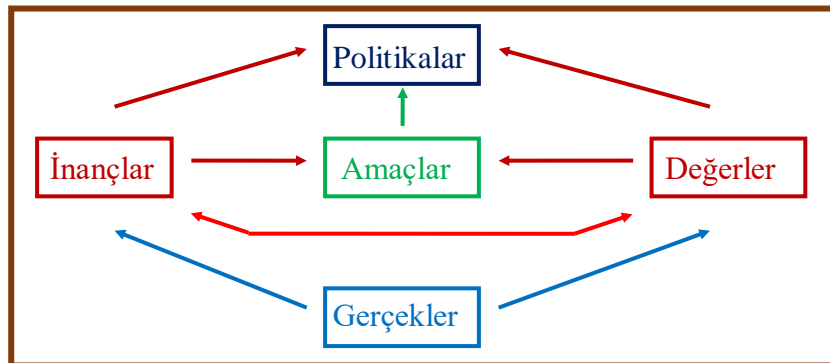 Politikalar
İnançlar
Amaçlar
Değerler
Gerçekler